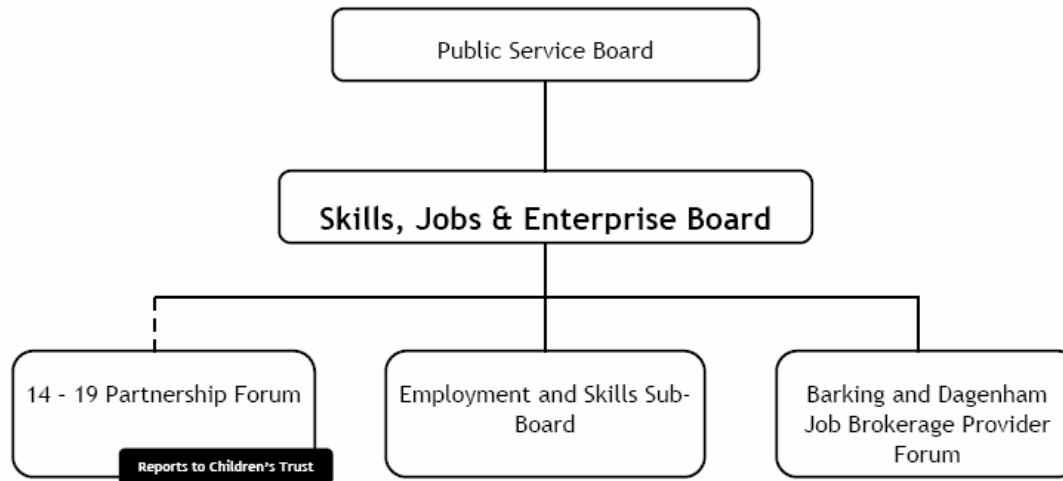 Public Service Board
Skills, Jobs & Enterprise Board
14 - 19 Partnership Forum
Reports to Children's Trust
Employment and Skills Sub-
Board
Barking and Dagenham
Job Brokerage Provider
Forum